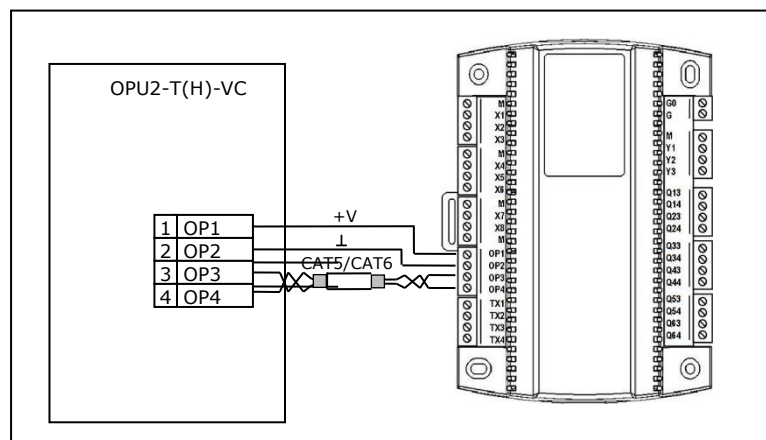 OPU2-T(H)-VC
1 OP1
2 OP2
3 OP3
4 OP4
+V
CAT5/CAT6
M
X1
X2
X3
M
X4
X5
X6
M
X7
X8
M
OP1
OP2
OP3
OP4
TX1
TX2
TX3
TX4
G0
G
M
Y1
Y2
Y3
Q13
Q14
Q23
Q24
Q33
Q34
Q43
Q44
Q53
Q54
Q63
Q64